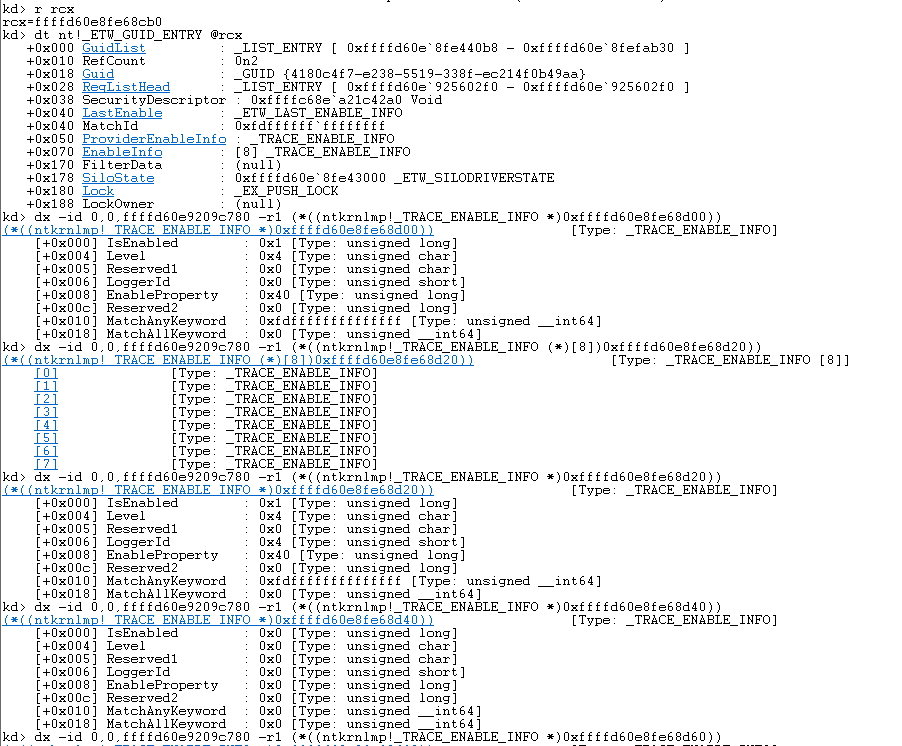 kd> r rcx
rcx=ffffd60e8fe68cb0
kd> dt nt!_ETW_GUID_ENTRY @rcx
+0x000 GuidList : _LIST_ENTRY [ 0xffffd60e`8fe440b8 - 0xffffd60e`8fefab30 ]
+0x010 RefCount : 0n2
+0x018 Guid : _GUID {4180c4f7-e238-5519-338f-ec214f0b49aa}
+0x028 RegListHead : _LIST_ENTRY [ 0xffffd60e`925602f0 - 0xffffd60e`925602f0 ]
+0x038 SecurityDescriptor : 0xffffc68e`a21c42a0 Void
+0x040 LastEnable : _ETW_LAST_ENABLE_INFO
+0x040 MatchId : 0xfdffffff`ffffffff
+0x050 ProviderEnableInfo : _TRACE_ENABLE_INFO
+0x070 EnableInfo : [8] _TRACE_ENABLE_INFO
+0x170 FilterData : (null)
+0x178 SiloState : 0xffffd60e`8fe43000 _ETW_SILODRIVERSTATE
+0x180 Lock : _EX_PUSH_LOCK
+0x188 LockOwner : (null)
kd> dx -id 0,0,ffffd60e9209c780 -r1 (*((ntkrnlmp!_TRACE_ENABLE_INFO *)0xffffd60e8fe68d00))
(*((ntkrnlmp!_TRACE_ENABLE_INFO *)0xffffd60e8fe68d00)) [Type: _TRACE_ENABLE_INFO]
[+0x000] IsEnabled : 0x1 [Type: unsigned long]
[+0x004] Level : 0x4 [Type: unsigned char]
[+0x005] Reserved1 : 0x0 [Type: unsigned char]
[+0x006] LoggerId : 0x0 [Type: unsigned short]
[+0x008] EnableProperty : 0x40 [Type: unsigned long]
[+0x00c] Reserved2 : 0x0 [Type: unsigned long]
[+0x010] MatchAnyKeyword : 0xfdffffffffffffff [Type: unsigned __int64]
[+0x018] MatchAllKeyword : 0x0 [Type: unsigned __int64]
kd> dx -id 0,0,ffffd60e9209c780 -r1 (*((ntkrnlmp!_TRACE_ENABLE_INFO (*)[8])0xffffd60e8fe68d20))
(*((ntkrnlmp!_TRACE_ENABLE_INFO (*)[8])0xffffd60e8fe68d20)) [Type: _TRACE_ENABLE_INFO [8]]
[0] [Type: _TRACE_ENABLE_INFO]
[1] [Type: _TRACE_ENABLE_INFO]
[2] [Type: _TRACE_ENABLE_INFO]
[3] [Type: _TRACE_ENABLE_INFO]
[4] [Type: _TRACE_ENABLE_INFO]
[5] [Type: _TRACE_ENABLE_INFO]
[6] [Type: _TRACE_ENABLE_INFO]
[7] [Type: _TRACE_ENABLE_INFO]
kd> dx -id 0,0,ffffd60e9209c780 -r1 (*((ntkrnlmp!_TRACE_ENABLE_INFO *)0xffffd60e8fe68d20))
(*((ntkrnlmp!_TRACE_ENABLE_INFO *)0xffffd60e8fe68d20)) [Type: _TRACE_ENABLE_INFO]
[+0x000] IsEnabled : 0x1 [Type: unsigned long]
[+0x004] Level : 0x4 [Type: unsigned char]
[+0x005] Reserved1 : 0x0 [Type: unsigned char]
[+0x006] LoggerId : 0x4 [Type: unsigned short]
[+0x008] EnableProperty : 0x40 [Type: unsigned long]
[+0x00c] Reserved2 : 0x0 [Type: unsigned long]
[+0x010] MatchAnyKeyword : 0xfdffffffffffffff [Type: unsigned __int64]
[+0x018] MatchAllKeyword : 0x0 [Type: unsigned __int64]
kd> dx -id 0,0,ffffd60e9209c780 -r1 (*((ntkrnlmp!_TRACE_ENABLE_INFO *)0xffffd60e8fe68d40))
(*((ntkrnlmp!_TRACE_ENABLE_INFO *)0xffffd60e8fe68d40)) [Type: _TRACE_ENABLE_INFO]
[+0x000] IsEnabled : 0x0 [Type: unsigned long]
[+0x004] Level : 0x0 [Type: unsigned char]
[+0x005] Reserved1 : 0x0 [Type: unsigned char]
[+0x006] LoggerId : 0x0 [Type: unsigned short]
[+0x008] EnableProperty : 0x0 [Type: unsigned long]
[+0x00c] Reserved2 : 0x0 [Type: unsigned long]
[+0x010] MatchAnyKeyword : 0x0 [Type: unsigned __int64]
[+0x018] MatchAllKeyword : 0x0 [Type: unsigned __int64]
kd> dx -id 0,0,ffffd60e9209c780 -r1 (*((ntkrnlmp!_TRACE_ENABLE_INFO *)0xffffd60e8fe68d60))